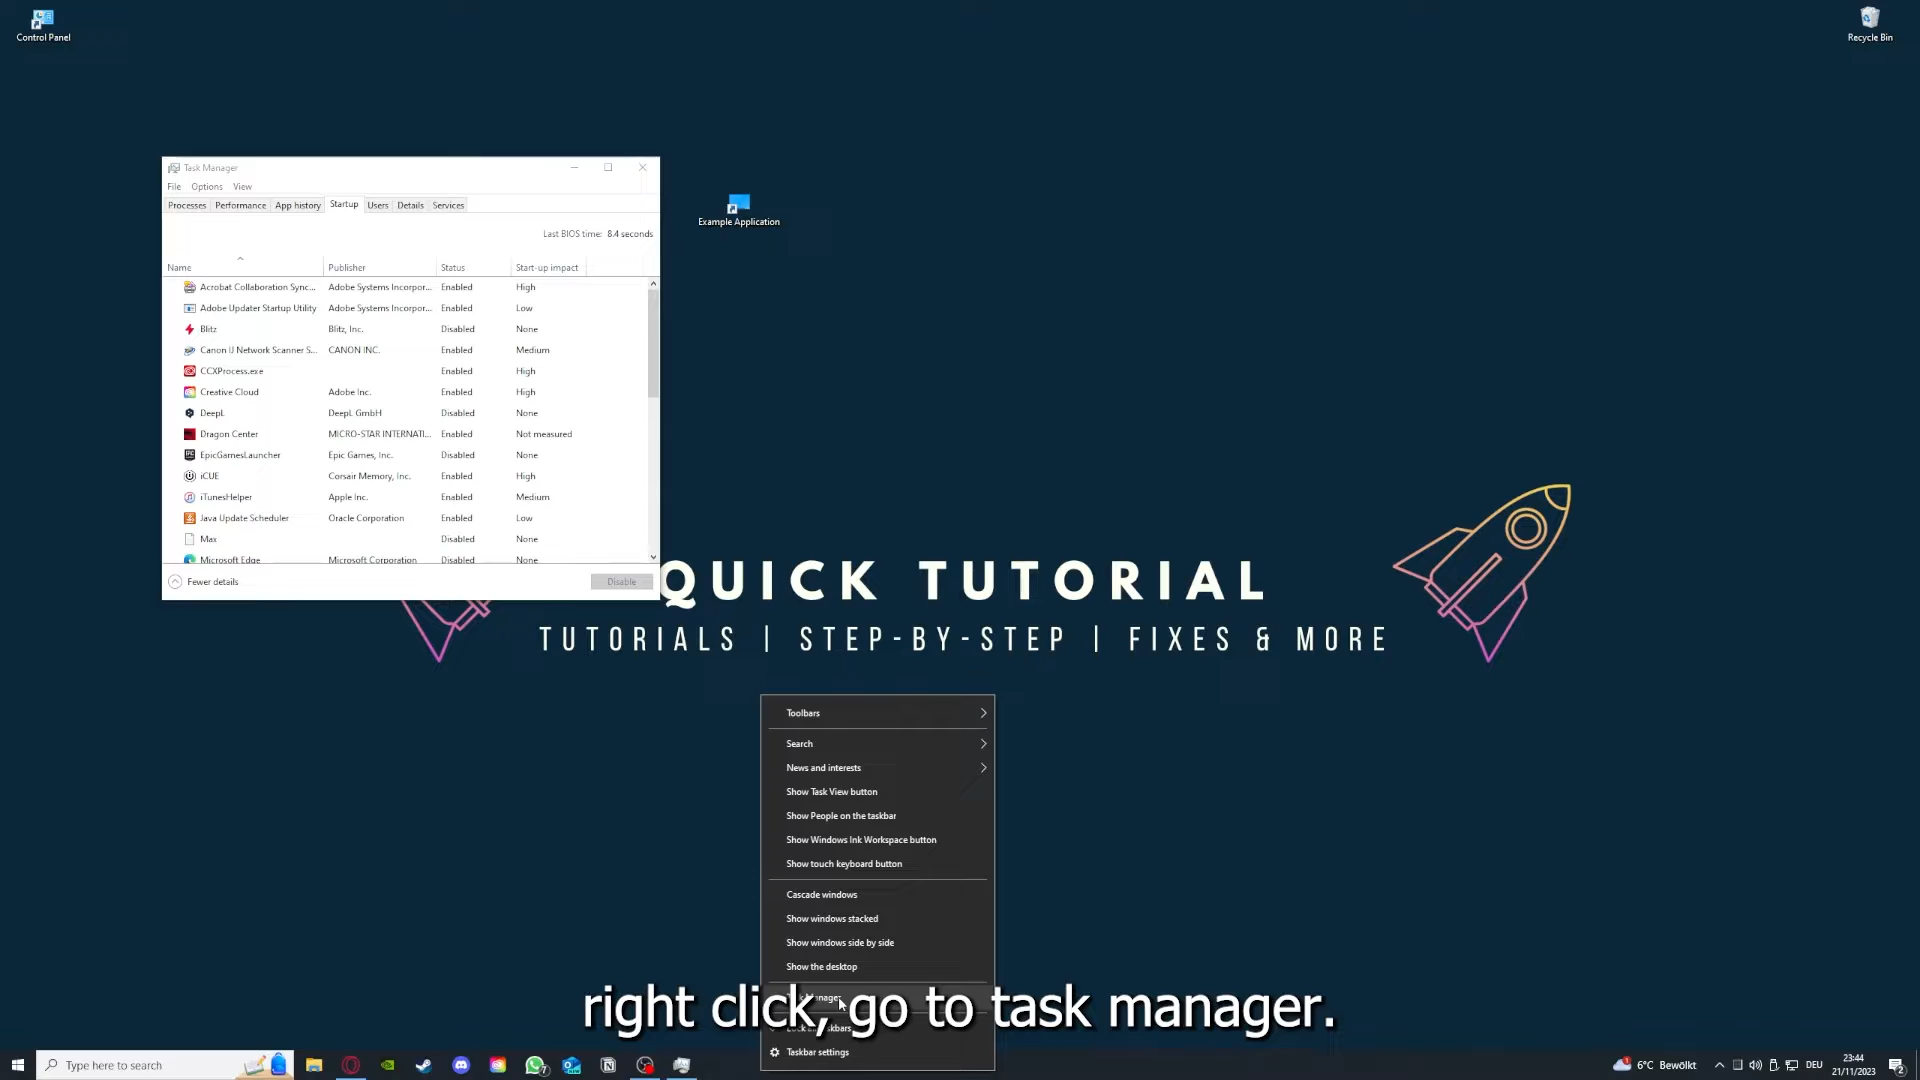 Control Panel
Recycle Bin
Task Manager
File Options View
Processes Performance App history Startup Users Details Services
Last BIOS time: 8.4 seconds
Name Publisher Status Start-up impact
Acrobat Collaboration Sync... Adobe Systems Incorpor... Enabled High
Adobe Updater Startup Utility Adobe Systems Incorpor... Enabled Low
Blitz Blitz, Inc. Disabled None
Canon IJ Network Scanner S... CANON INC. Enabled Medium
CCXProcess.exe Enabled High
Creative Cloud Adobe Inc. Enabled High
DeepL DeepL GmbH Disabled None
Dragon Center MICRO-STAR INTERNATI... Enabled Not measured
EpicGamesLauncher Epic Games, Inc. Disabled None
iCUE Corsair Memory, Inc. Enabled High
iTunesHelper Apple Inc. Enabled Medium
Java Update Scheduler Oracle Corporation Enabled Low
Max Disabled None
Microsoft Edge Microsoft Corporation Disabled None
Fewer details Disable
Example Application
QUICK TUTORIAL
TUTORIALS | STEP-BY-STEP | FIXES & MORE
Toolbars
Search
News and interests
Show Task View button
Show People on the taskbar
Show Windows Ink Workspace button
Show touch keyboard button
Cascade windows
Show windows stacked
Show windows side by side
Show the desktop
right click, go to task manager.
Taskbar settings
Type here to search
7
1
6°C Bewölkt
DEU
23:44
21/11/2023
2